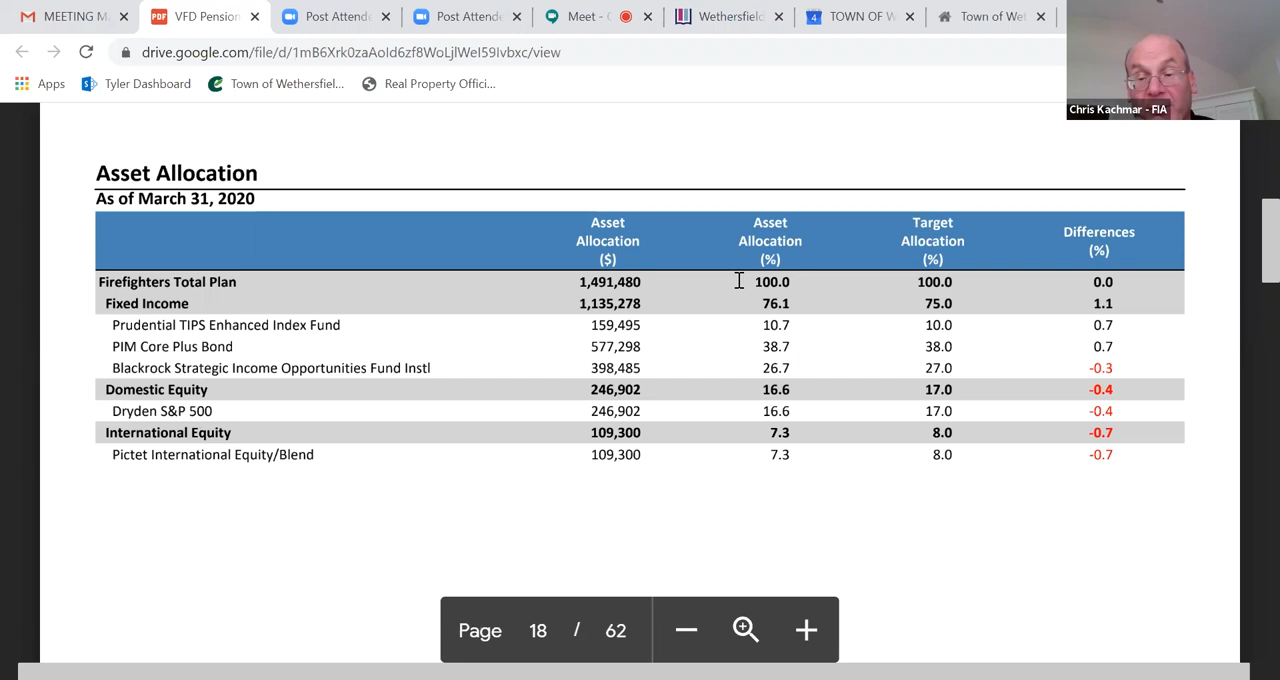 MEETING M
VFD Pension
Post Attende
Post Attende
Meet - 
Wethersfield
TOWN OF W
Town of Wet
drive.google.com/file/d/1mB6Xrk0zaAoId6zf8WoLjlWeI59Ivbxc/view
Apps
Tyler Dashboard
Town of Wethersfiel...
Real Property Offici...
Chris Kachmar - FIA
Asset Allocation
As of March 31, 2020
Asset Allocation ($) Asset Allocation (%) Target Allocation (%) Differences (%)
Firefighters Total Plan 1,491,480 100.0 100.0 0.0
Fixed Income 1,135,278 76.1 75.0 1.1
Prudential TIPS Enhanced Index Fund 159,495 10.7 10.0 0.7
PIM Core Plus Bond 577,298 38.7 38.0 0.7
Blackrock Strategic Income Opportunities Fund Instl 398,485 26.7 27.0 -0.3
Domestic Equity 246,902 16.6 17.0 -0.4
Dryden S&P 500 246,902 16.6 17.0 -0.4
International Equity 109,300 7.3 8.0 -0.7
Pictet International Equity/Blend 109,300 7.3 8.0 -0.7
Page 18 / 62